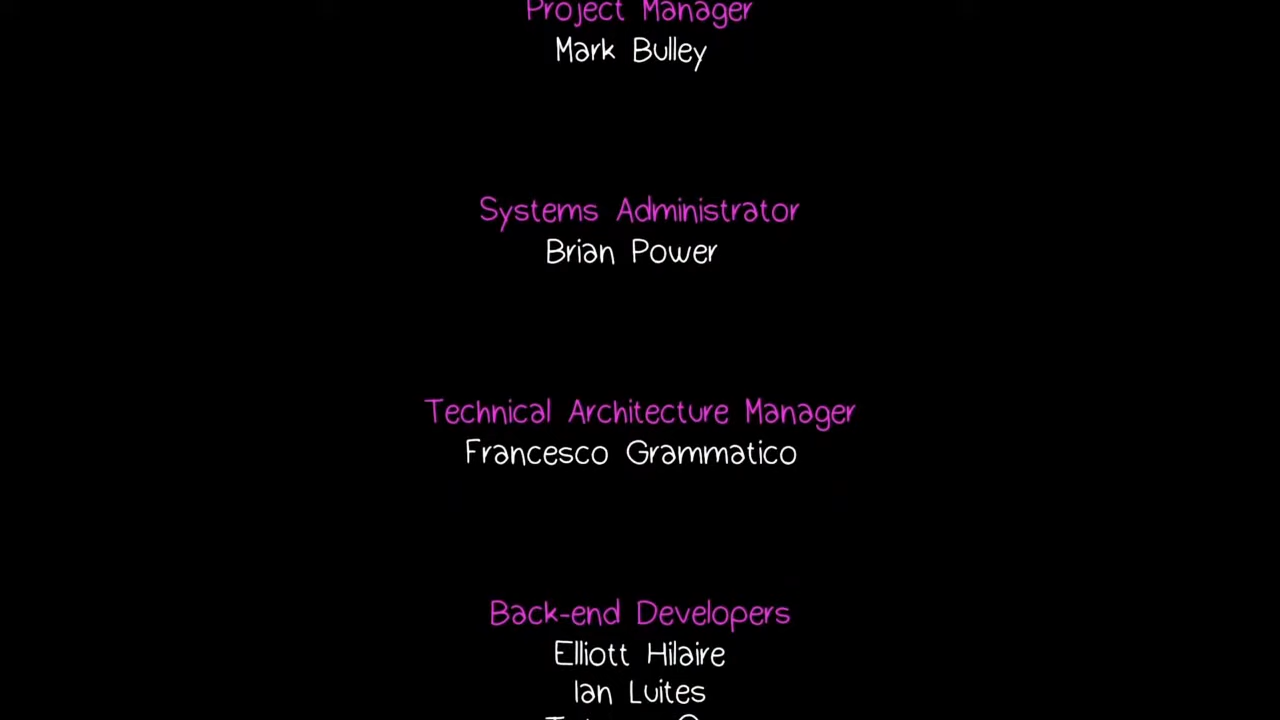 Project Manager
Mark Bulley
Systems Administrator
Brian Power
Technical Architecture Manager
Francesco Grammatico
Back-end Developers
Elliott Hilaire
Ian Luites